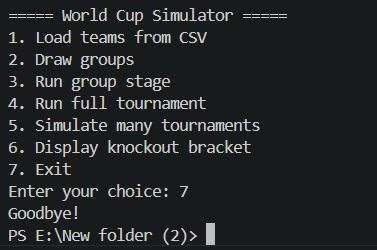 ===== World Cup Simulator =====
1. Load teams from CSV
2. Draw groups
3. Run group stage
4. Run full tournament
5. Simulate many tournaments
6. Display knockout bracket
7. Exit
Enter your choice: 7
Goodbye!
PS E:\New folder (2)>